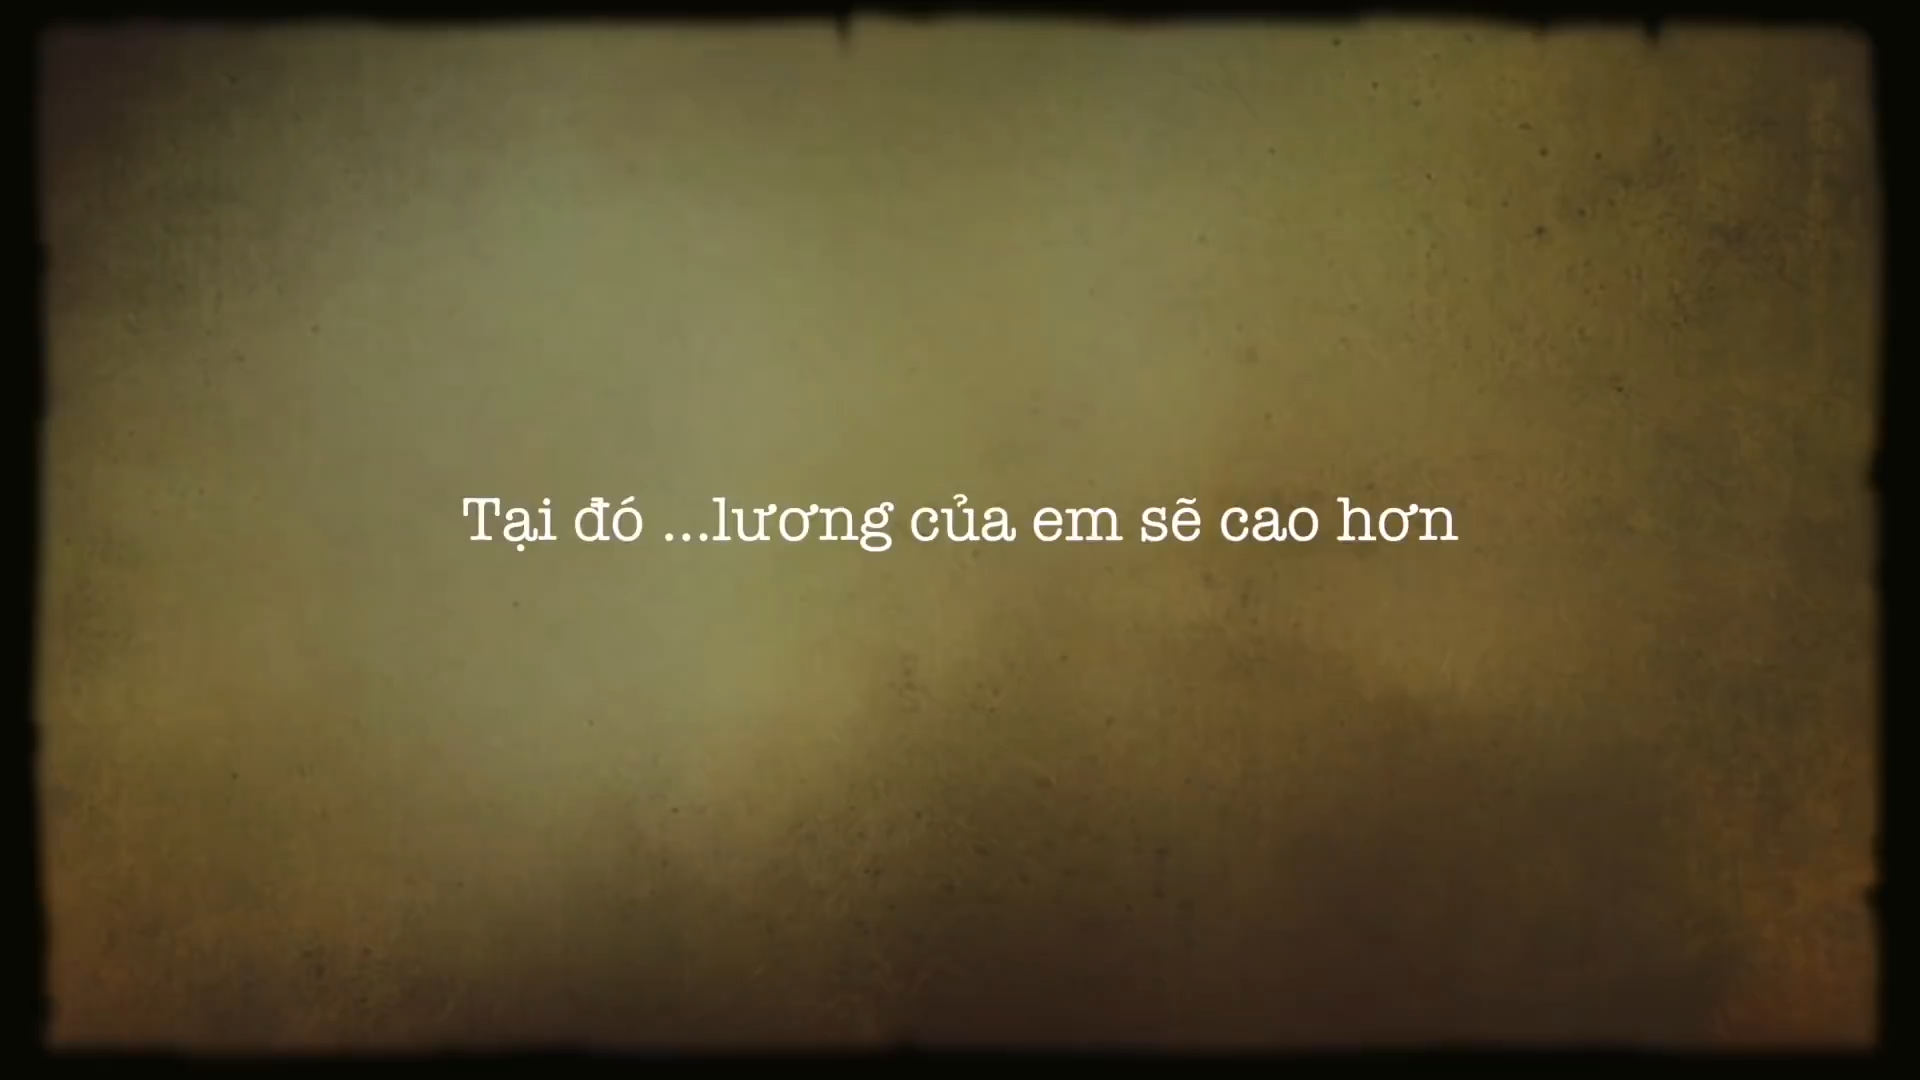 Tại đó ...lương của em sẽ cao hơn